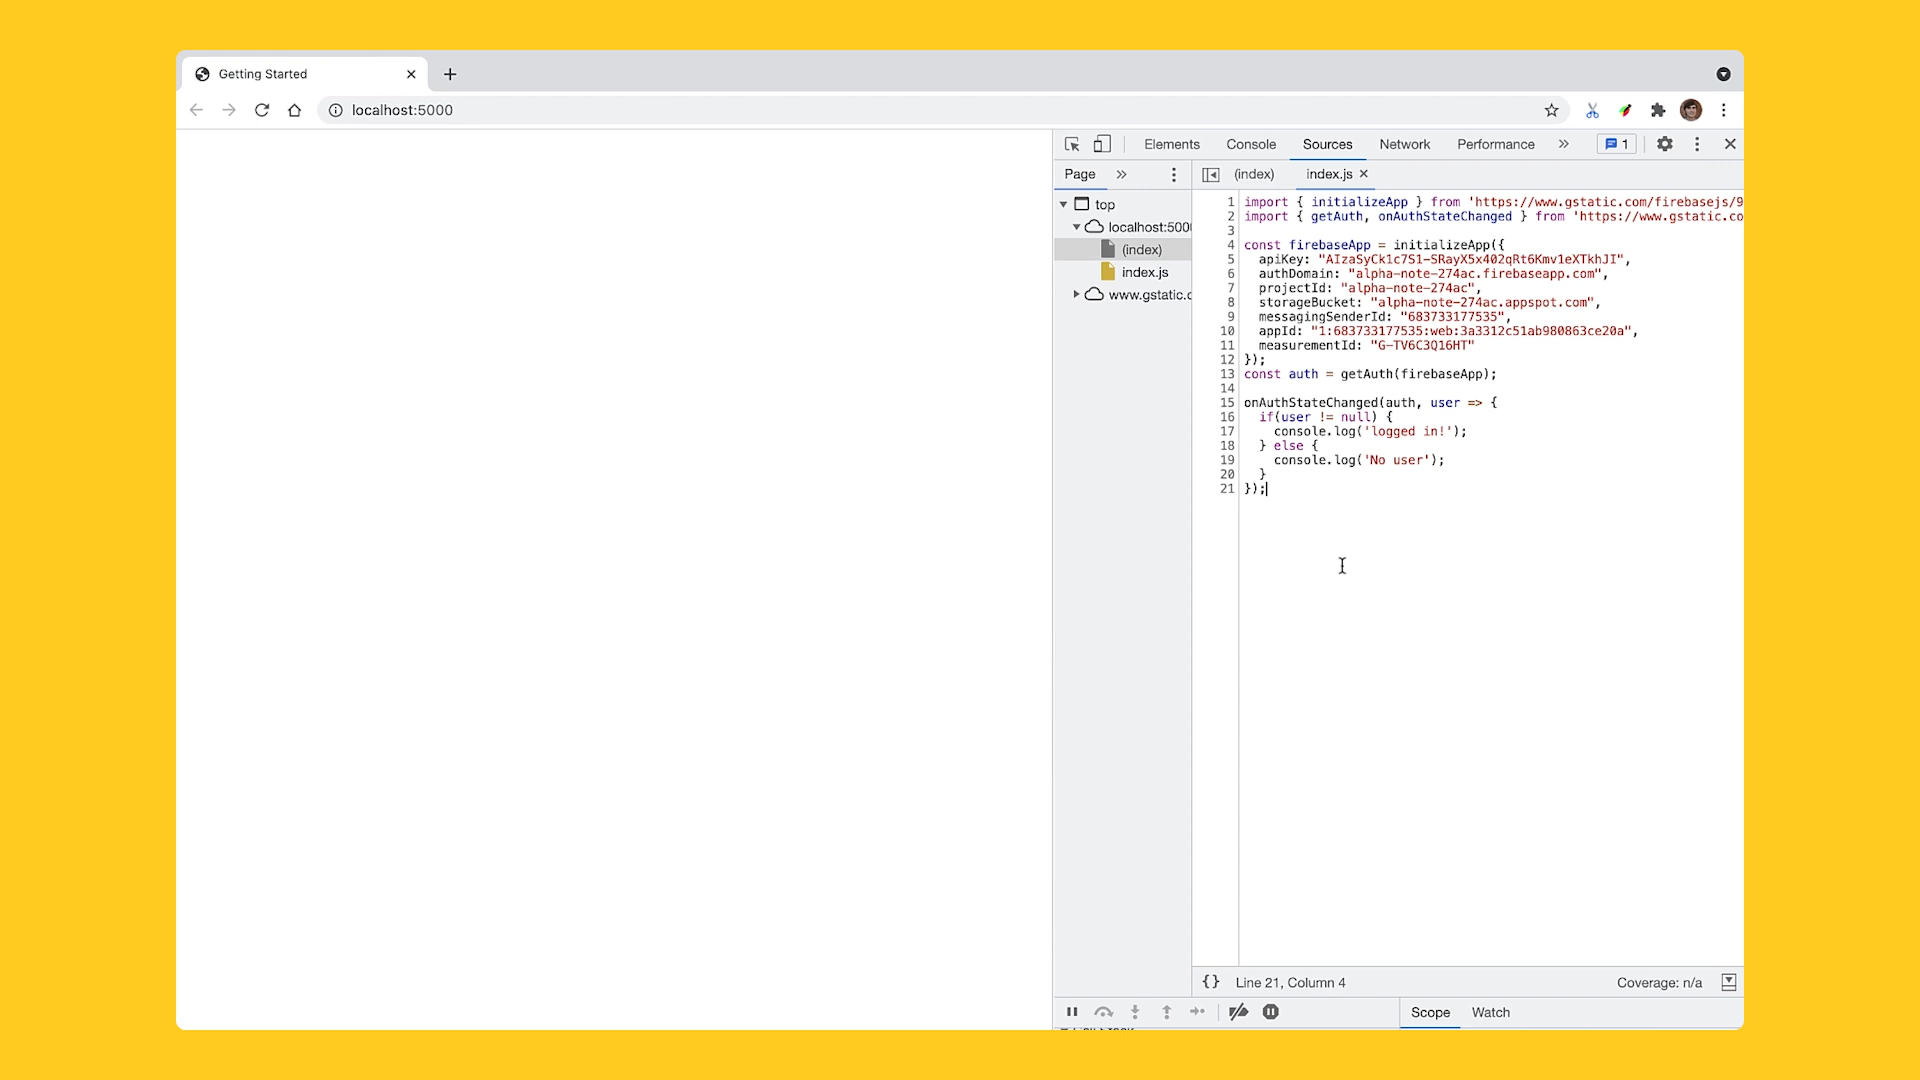 Getting Started
localhost:5000
Elements Console Sources Network Performance » 1
Page » (index) index.js
top
localhost:500
(index)
index.js
www.gstatic.c
1 import { initializeApp } from 'https://www.gstatic.com/firebasejs/9
2 import { getAuth, onAuthStateChanged } from 'https://www.gstatic.co
3
4 const firebaseApp = initializeApp({
5 apiKey: "AIzaSyCk1c7S1-SRayX5x402qRt6Kmv1eXTkhJI",
6 authDomain: "alpha-note-274ac.firebaseapp.com",
7 projectId: "alpha-note-274ac",
8 storageBucket: "alpha-note-274ac.appspot.com",
9 messagingSenderId: "683733177535",
10 appId: "1:683733177535:web:3a3312c51ab980863ce20a",
11 measurementId: "G-TV6C3Q16HT"
12 });
13 const auth = getAuth(firebaseApp);
14
15 onAuthStateChanged(auth, user => {
16 if(user != null) {
17 console.log('logged in!');
18 } else {
19 console.log('No user');
20 }
21 });
{} Line 21, Column 4 Coverage: n/a
Scope Watch